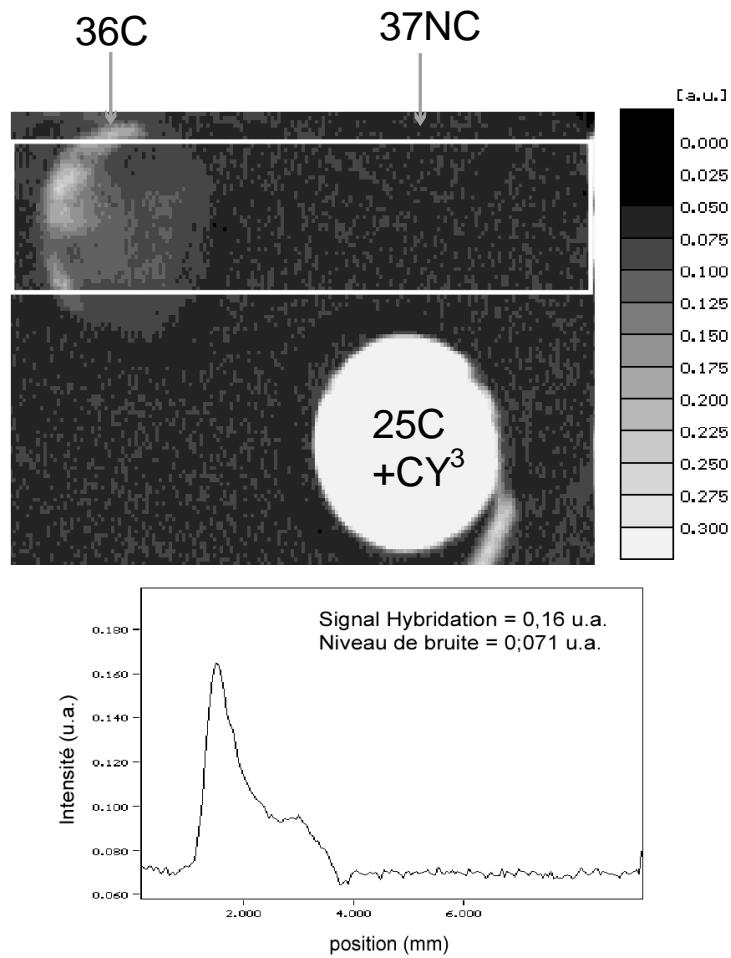 36C 37NC
[a.u.]
0.000
0.025
0.050
0.075
0.100
0.125
0.150
0.175
0.200
0.225
0.250
0.275
0.300
25C
+CY³
Signal Hybridation = 0,16 u.a.
Niveau de bruite = 0;071 u.a.
Intensité (u.a.)
0.180
0.160
0.140
0.120
0.100
0.080
0.060
2.000 4.000 6.000
position (mm)